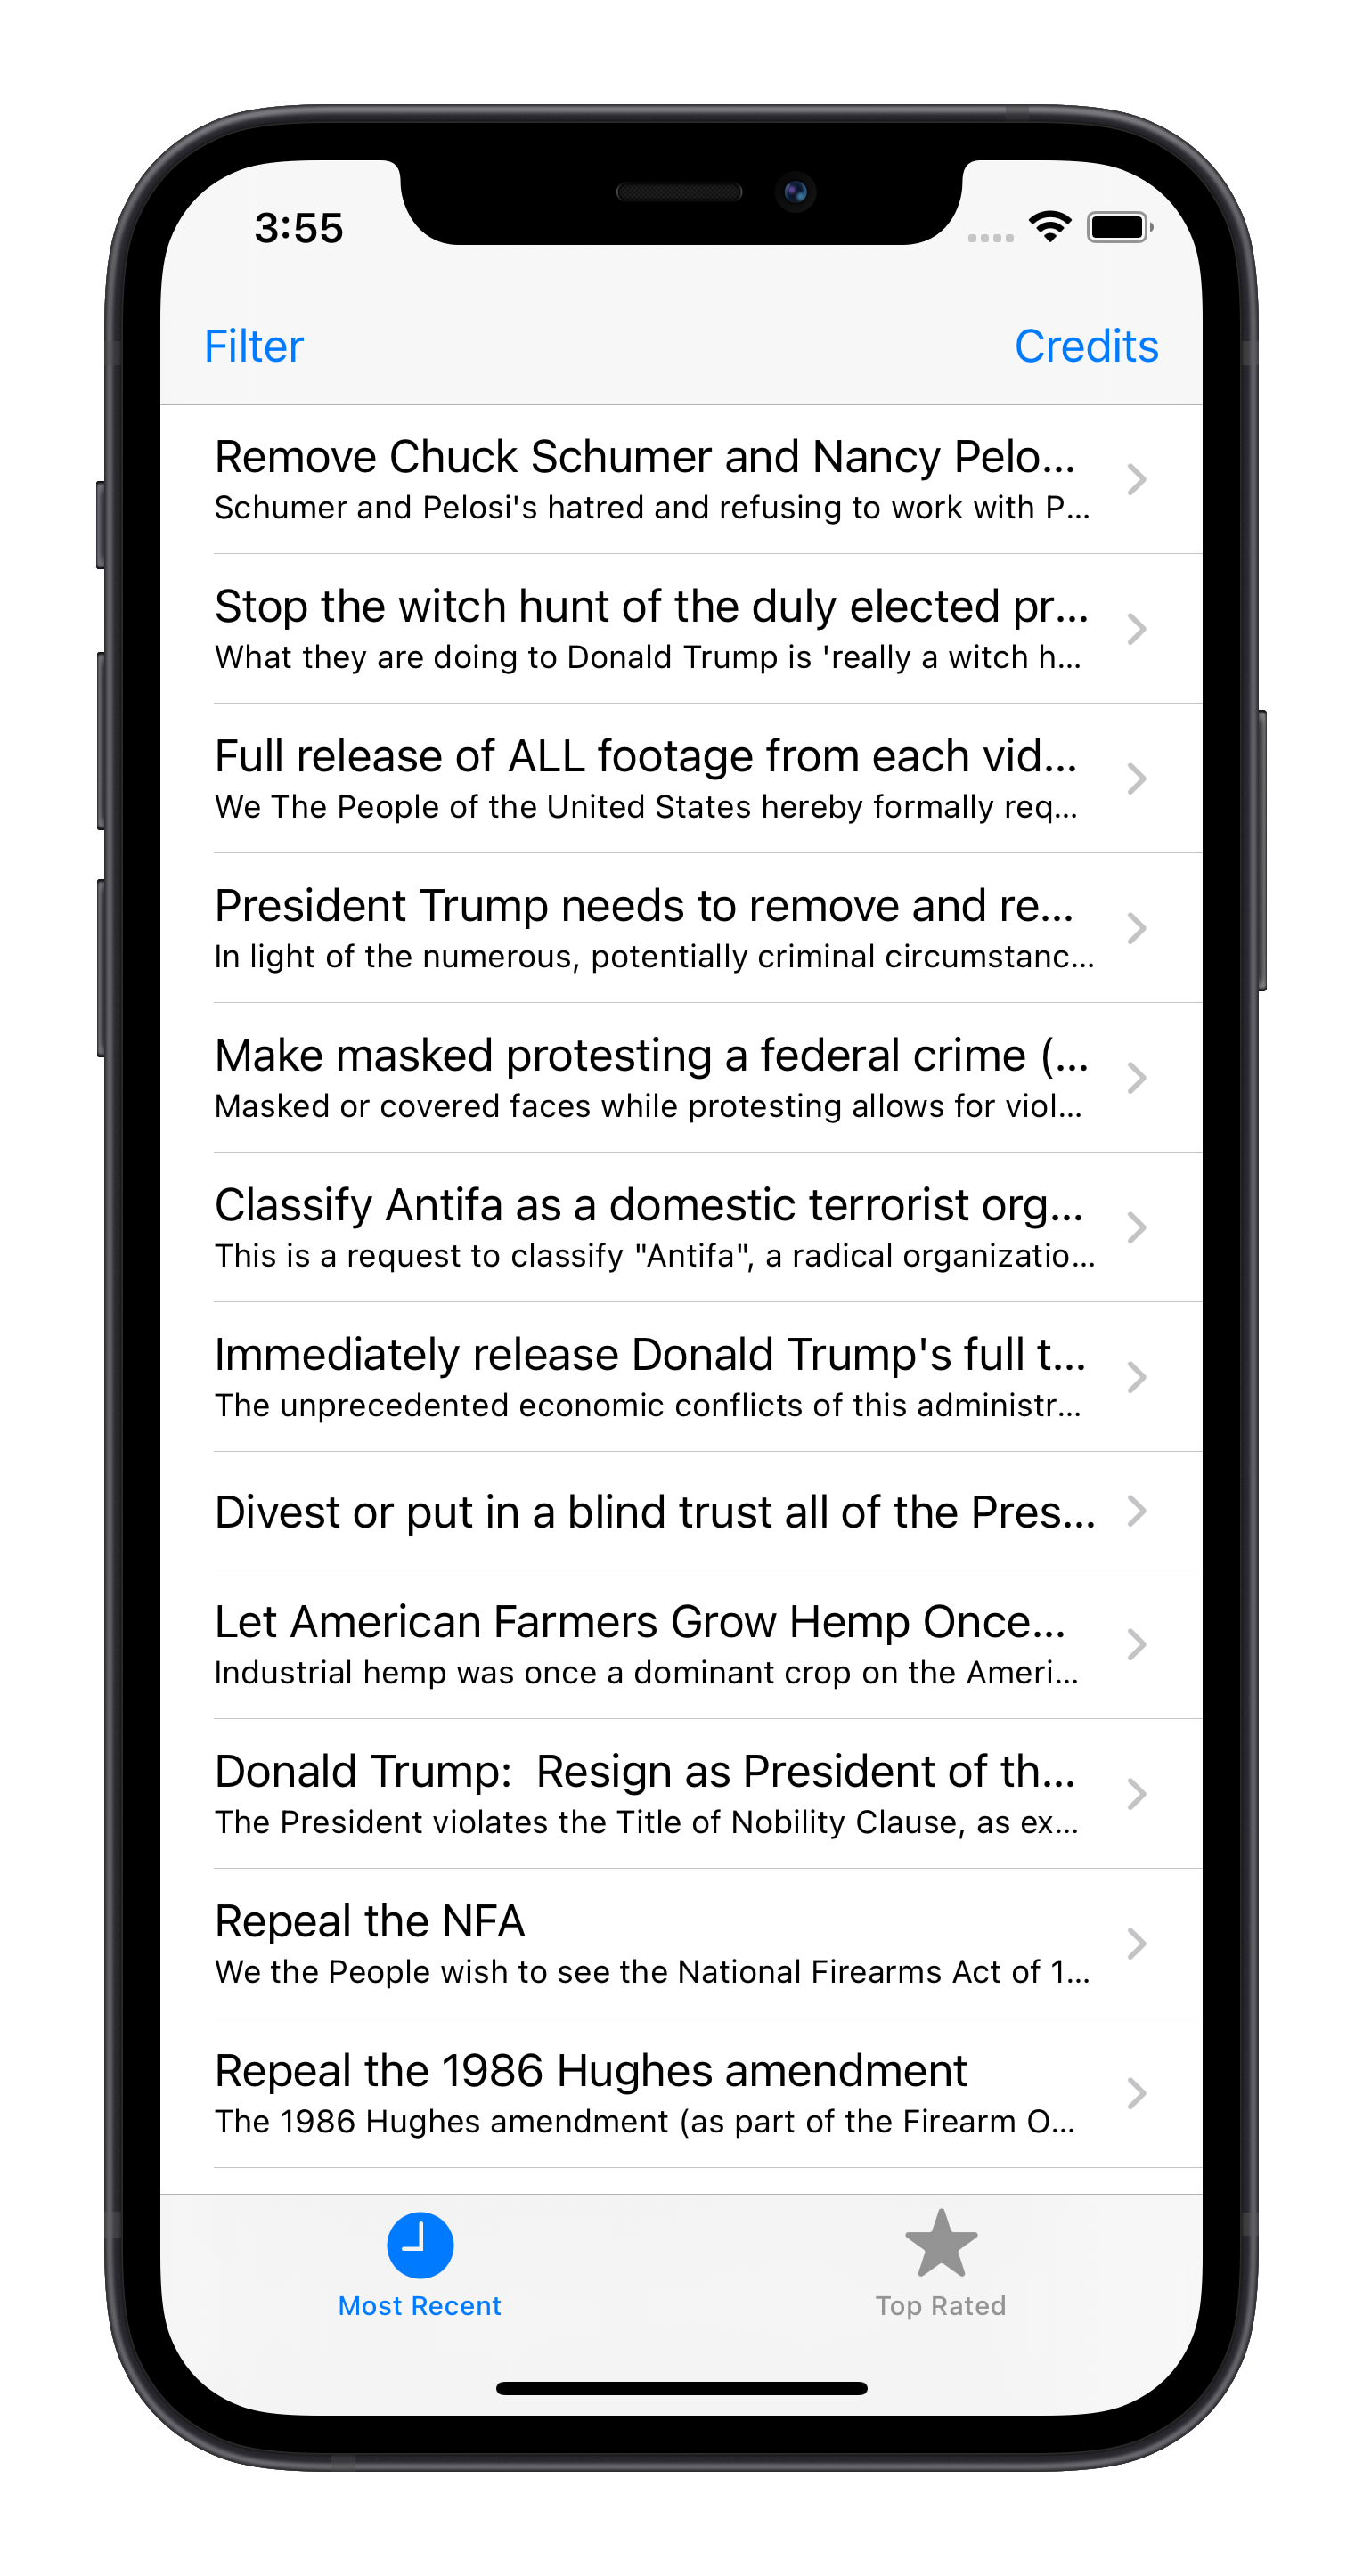 3:55
Filter
Credits
Remove Chuck Schumer and Nancy Pelo...
Schumer and Pelosi's hatred and refusing to work with P...
Stop the witch hunt of the duly elected pr...
What they are doing to Donald Trump is 'really a witch h...
Full release of ALL footage from each vid...
We The People of the United States hereby formally req...
President Trump needs to remove and re...
In light of the numerous, potentially criminal circumstanc...
Make masked protesting a federal crime (...
Masked or covered faces while protesting allows for viol...
Classify Antifa as a domestic terrorist org...
This is a request to classify "Antifa", a radical organizatio...
Immediately release Donald Trump's full t...
The unprecedented economic conflicts of this administr...
Divest or put in a blind trust all of the Pres...
Let American Farmers Grow Hemp Once...
Industrial hemp was once a dominant crop on the Ameri...
Donald Trump:  Resign as President of th...
The President violates the Title of Nobility Clause, as ex...
Repeal the NFA
We the People wish to see the National Firearms Act of 1...
Repeal the 1986 Hughes amendment
The 1986 Hughes amendment (as part of the Firearm O...
Most Recent
Top Rated